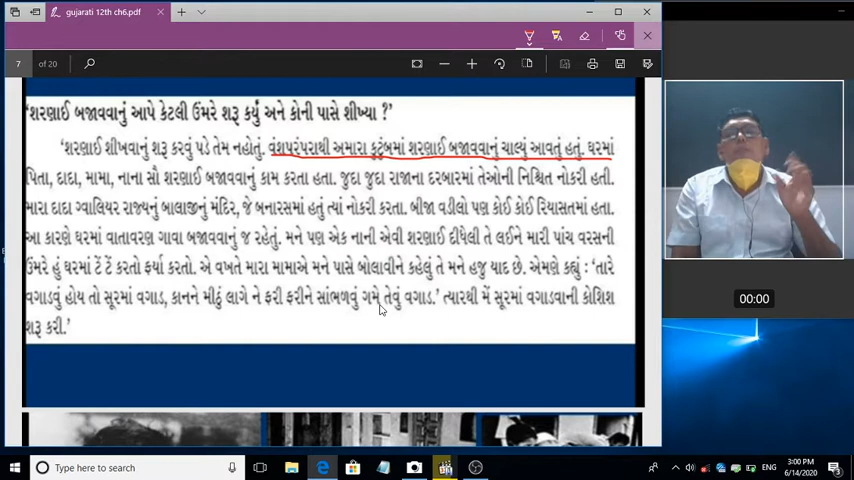 gujarati 12th ch6.pdf
7 of 20
'શરણાઈ બજાવવાનું આપે કેટલી ઉંમરે શરૂ કર્યું અને કોની પાસે શીખ્યા ?'
'શરણાઈ શીખવાનું શરૂ કરવું પડે તેમ નહોતું. વંશપરંપરાથી અમારા કુટુંબમાં શરણાઈ બજાવવાનું ચાલ્યું આવતું હતું. ઘરમાં
પિતા, દાદા, મામા, નાના સૌ શરણાઈ બજાવવાનું કામ કરતા હતા. જુદા જુદા રાજાના દરબારમાં તેઓની નિશ્ચિત નોકરી હતી.
મારા દાદા ગ્વાલિયર રાજ્યનું બાલાજીનું મંદિર, જે બનારસમાં હતું ત્યાં નોકરી કરતા. બીજા વડીલો પણ કોઈ કોઈ રિયાસતમાં હતા.
આ કારણે ઘરમાં વાતાવરણ ગાવા બજાવવાનું જ રહેતું. મને પણ એક નાની એવી શરણાઈ દીધેલી તે લઈને મારી પાંચ વરસની
ઉંમરે હું ઘરમાં ટેં ટેં કરતો ફર્યા કરતો. એ વખતે મારા મામાએ મને પાસે બોલાવીને કહેલું તે મને હજુ યાદ છે. એમણે કહ્યું : 'તારે
વગાડવું હોય તો સૂરમાં વગાડ, કાનને મીઠું લાગે ને ફરી ફરીને સાંભળવું ગમે તેવું વગાડ.' ત્યારથી મેં સૂરમાં વગાડવાની કોશિશ
શરૂ કરી.'
00:00
Type here to search
ENG
3:00 PM
6/14/2020